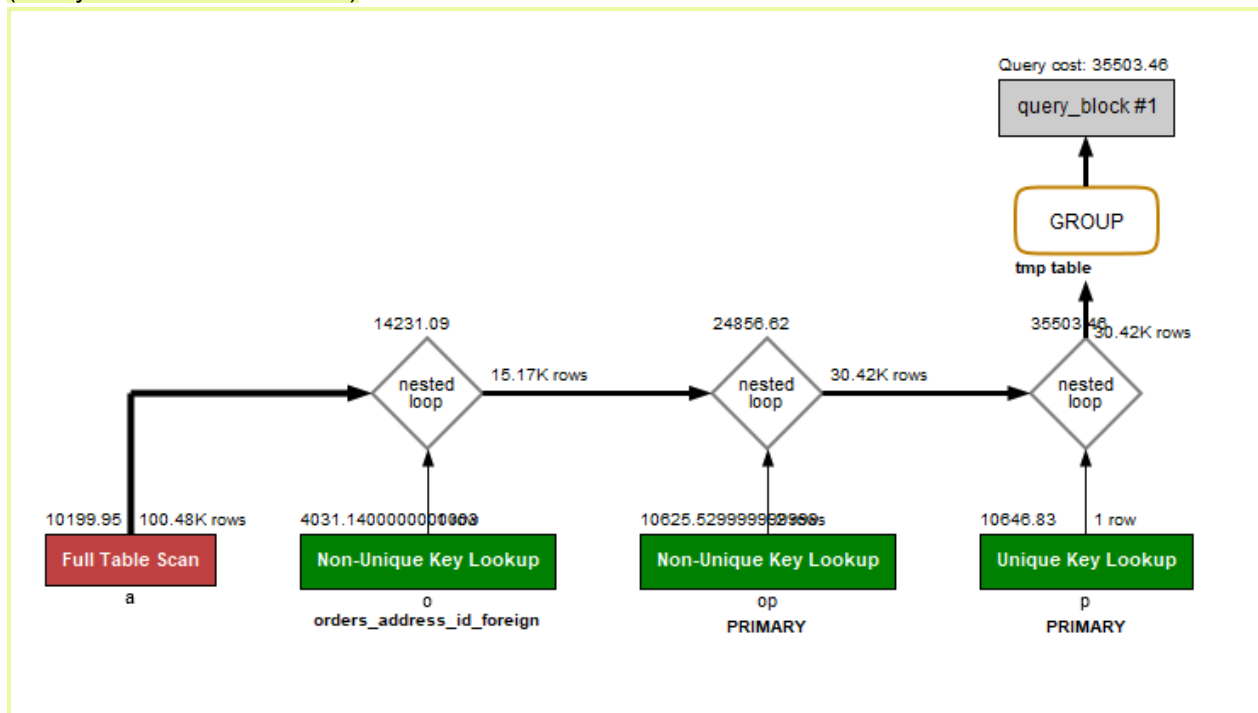 Query cost: 35503.46
query_block #1
GROUP
tmp table
14231.09
24856.62
35503.46
30.42K rows
nested
loop
15.17K rows
nested
loop
30.42K rows
nested
loop
10199.95
100.48K rows
10646.83
1 row
Full Table Scan
Non-Unique Key Lookup
Non-Unique Key Lookup
Unique Key Lookup
a
o
op
p
orders_address_id_foreign
PRIMARY
PRIMARY